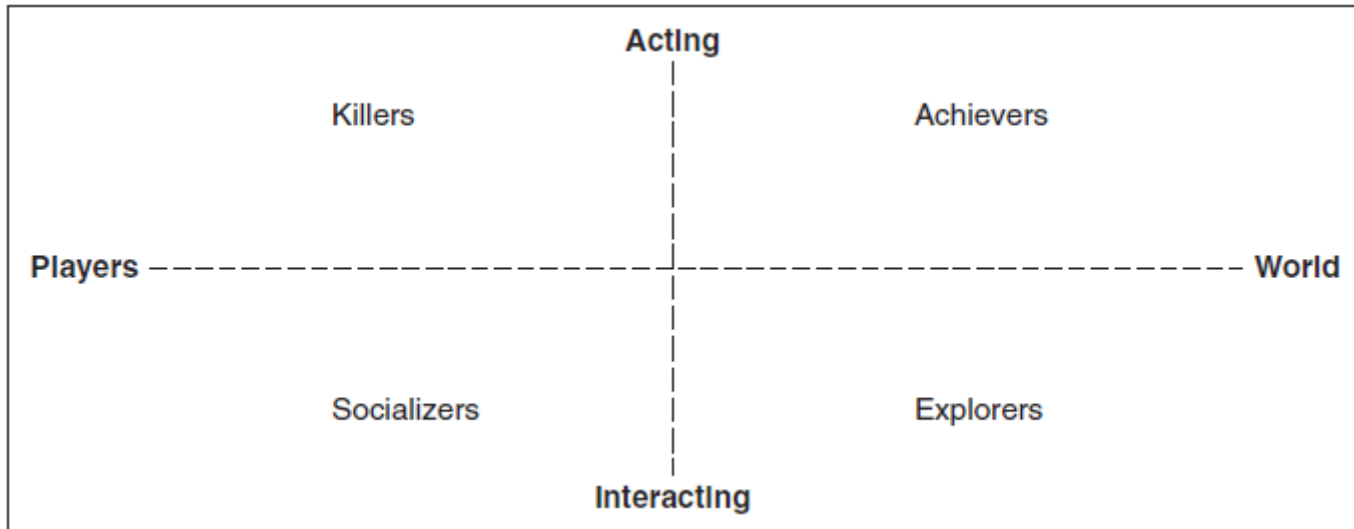 Acting
Killers Achievers
Players World
Socializers Explorers
Interacting